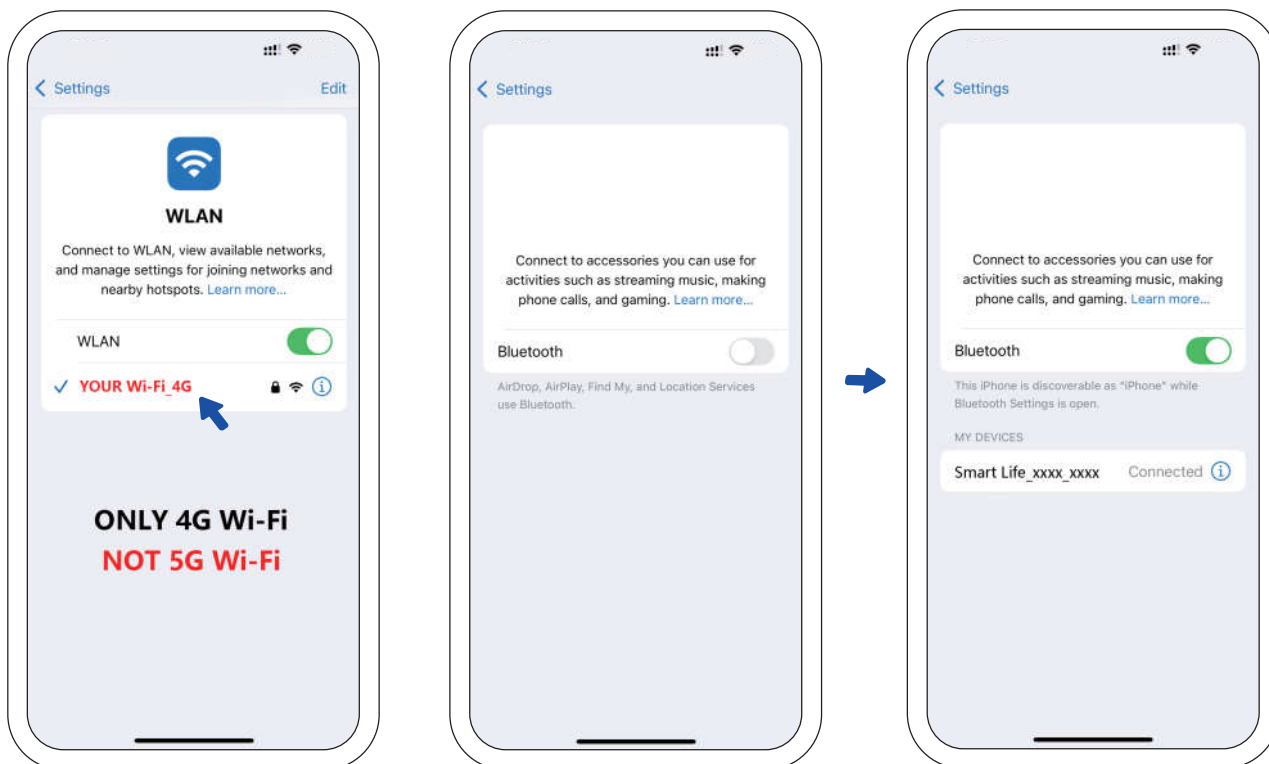 Settings
Edit
WLAN
Connect to WLAN, view available networks,
and manage settings for joining networks and
nearby hotspots. Learn more...
WLAN
YOUR Wi-Fi_4G
ONLY 4G Wi-Fi
NOT 5G Wi-Fi
Settings
Connect to accessories you can use for
activities such as streaming music, making
phone calls, and gaming. Learn more...
Bluetooth
AirDrop, AirPlay, Find My, and Location Services
use Bluetooth.
Settings
Connect to accessories you can use for
activities such as streaming music, making
phone calls, and gaming. Learn more...
Bluetooth
This iPhone is discoverable as "iPhone" while
Bluetooth Settings is open.
MY DEVICES
Smart Life_xxxx_xxxx Connected